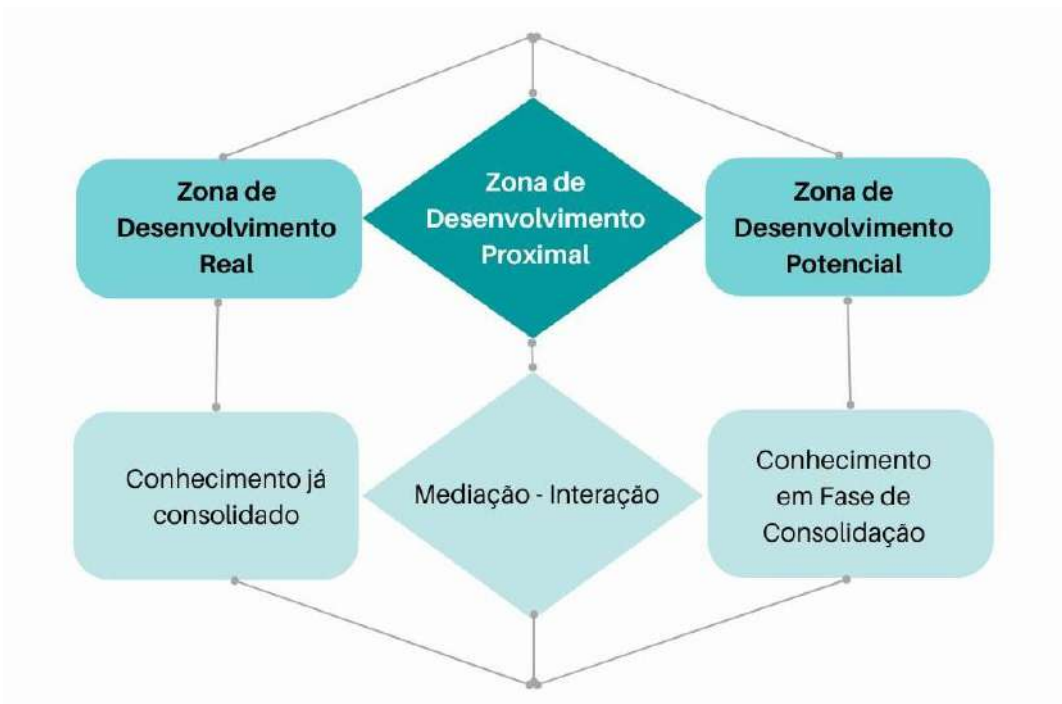 Zona de
Desenvolvimento
Real
Zona de
Desenvolvimento
Proximal
Zona de
Desenvolvimento
Potencial
Conhecimento já
consolidado
Mediação - Interação
Conhecimento
em Fase de
Consolidação